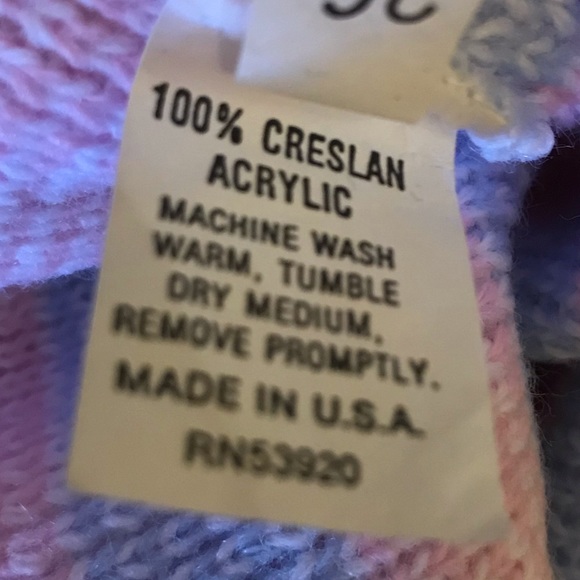 100% CRESLAN
ACRYLIC
MACHINE WASH
WARM, TUMBLE
DRY MEDIUM,
REMOVE PROMPTLY.
MADE IN U.S.A.
RN53920